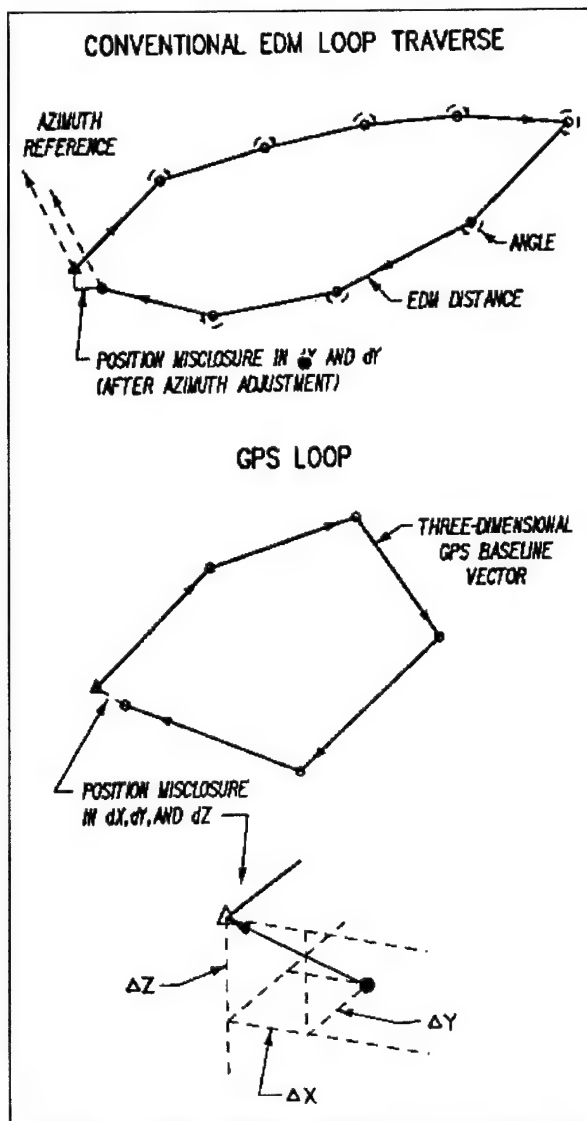 CONVENTIONAL EDM LOOP TRAVERSE
AZIMUTH
REFERENCE
ANGLE
EDM DISTANCE
POSITION MISCLOSURE IN AND dY
(AFTER AZIMUTH ADJUSTMENT)
GPS LOOP
THREE-DIMENSIONAL
GPS BASELINE
VECTOR
POSITION MISCLOSURE
IN dX, dY, AND dZ
ΔZ
ΔY
ΔX